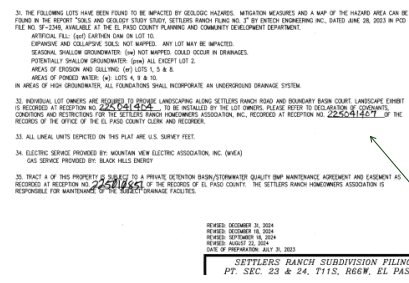 31. THE FOLLOWING LOTS HAVE BEEN FOUND TO BE IMPACTED BY GEOLOGIC HAZARDS. MITIGATION MEASURES AND A MAP OF THE HAZARD AREA CAN BE
FOUND IN THE REPORT "SOILS AND GEOLOGY STUDY, SETTLERS RANCH FILING NO. 3" BY ENTECH ENGINEERING INC., DATED JUNE 28, 2023 IN PCD
FILE NO. SF-2348, AVAILABLE AT THE EL PASO COUNTY PLANNING AND COMMUNITY DEVELOPMENT DEPARTMENT.
ARTIFICIAL FILL: (qaf) EARTHEN DAM ON LOT 10.
EXPANSIVE AND COLLAPSIVE SOILS: NOT MAPPED. ANY LOT MAY BE IMPACTED.
SEASONAL SHALLOW GROUNDWATER: (sw) NOT MAPPED. COULD OCCUR IN DRAINAGES.
POTENTIALLY SHALLOW GROUNDWATER: (psw) ALL EXCEPT LOT 2.
AREAS OF EROSION AND GULLYING: (er) LOTS 1, 5 & 8.
AREAS OF PONDED WATER: (w) LOTS 4, 9 & 10.
IN AREAS OF HIGH GROUNDWATER, ALL FOUNDATIONS SHALL INCORPORATE AN UNDERGROUND DRAINAGE SYSTEM.
32. INDIVIDUAL LOT OWNERS ARE REQUIRED TO PROVIDE LANDSCAPING ALONG SETTLERS RANCH ROAD AND BOUNDARY BASIN COURT. LANDSCAPE EXHIBIT
IS RECORDED AT RECEPTION NO. 225041404, TO BE INSTALLED BY THE LOT OWNERS. PLEASE REFER TO DECLARATION OF COVENANTS,
CONDITIONS AND RESTRICTIONS FOR THE SETTLERS RANCH HOMEOWNERS ASSOCIATION, INC., RECORDED AT RECEPTION NO. 225041407 OF THE
RECORDS OF THE OFFICE OF THE EL PASO COUNTY CLERK AND RECORDER.
33. ALL LINEAL UNITS DEPICTED ON THIS PLAT ARE U.S. SURVEY FEET.
34. ELECTRIC SERVICE PROVIDED BY: MOUNTAIN VIEW ELECTRIC ASSOCIATION, INC. (MVEA)
GAS SERVICE PROVIDED BY: BLACK HILLS ENERGY
35. TRACT A OF THIS PROPERTY IS SUBJECT TO A PRIVATE DETENTION BASIN/STORMWATER QUALITY BMP MAINTENANCE AGREEMENT AND EASEMENT AS
RECORDED AT RECEPTION NO. OF THE RECORDS OF EL PASO COUNTY. THE SETTLERS RANCH HOMEOWNERS ASSOCIATION IS
RESPONSIBLE FOR MAINTENANCE OF THE SUBJECT DRAINAGE FACILITIES.
REVISED: DECEMBER 31, 2024
REVISED: DECEMBER 18, 2024
REVISED: SEPTEMBER 18, 2024
REVISED: AUGUST 22, 2024
DATE OF PREPARATION: JULY 31, 2023
SETTLERS RANCH SUBDIVISION FILING
PT. SEC. 23 & 24, T11S, R66W, EL PAS